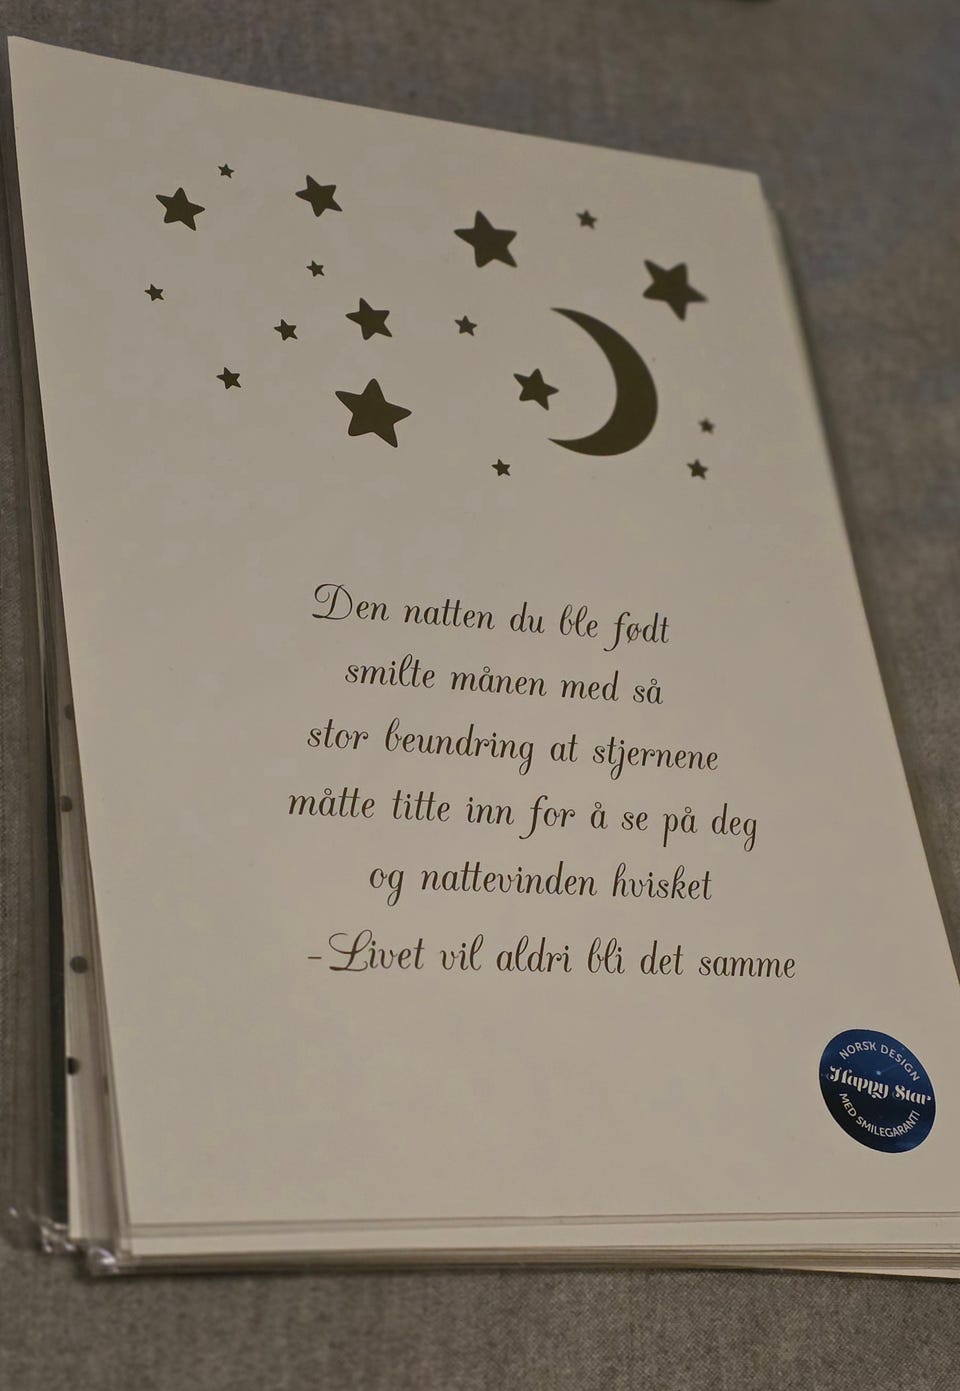 Den natten du ble født
smilte månen med så
stor beundring at stjernene
måtte titte inn for å se på deg
og nattevinden hvisket
-Livet vil aldri bli det samme
NORSK DESIGN
Happy Star
MED SMILEGARANTI